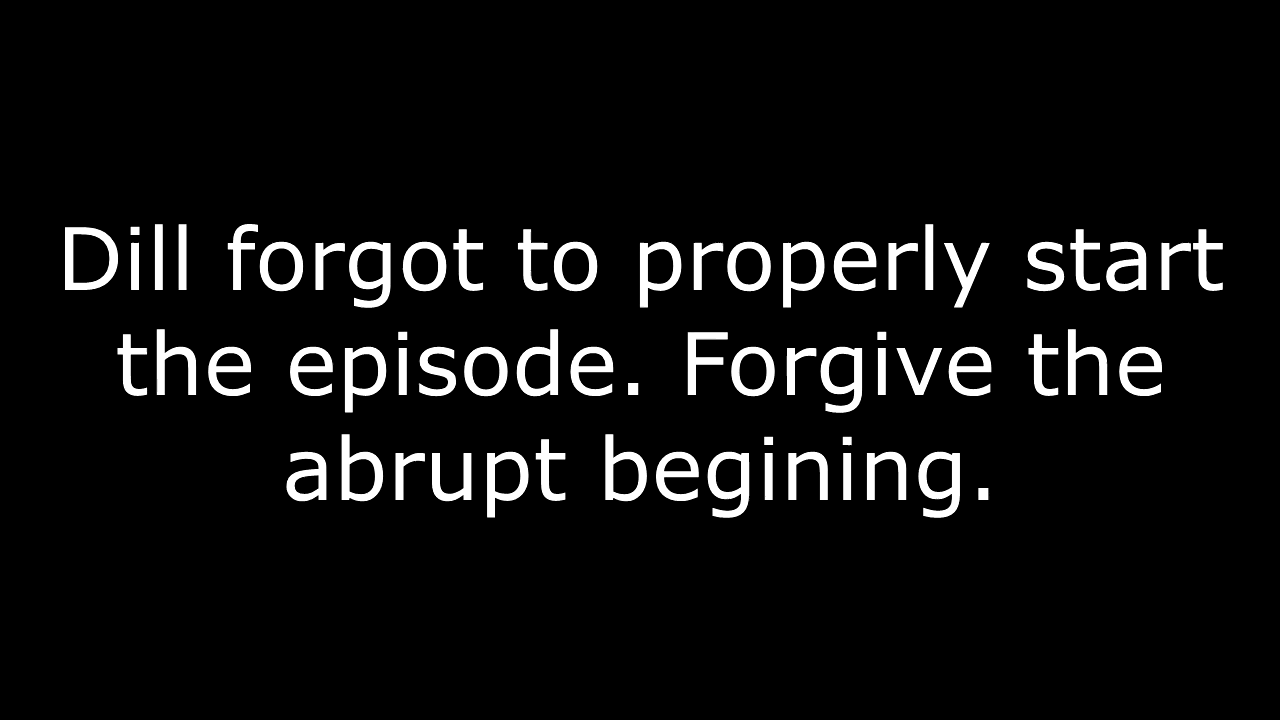 Dill forgot to properly start
the episode. Forgive the
abrupt begining.